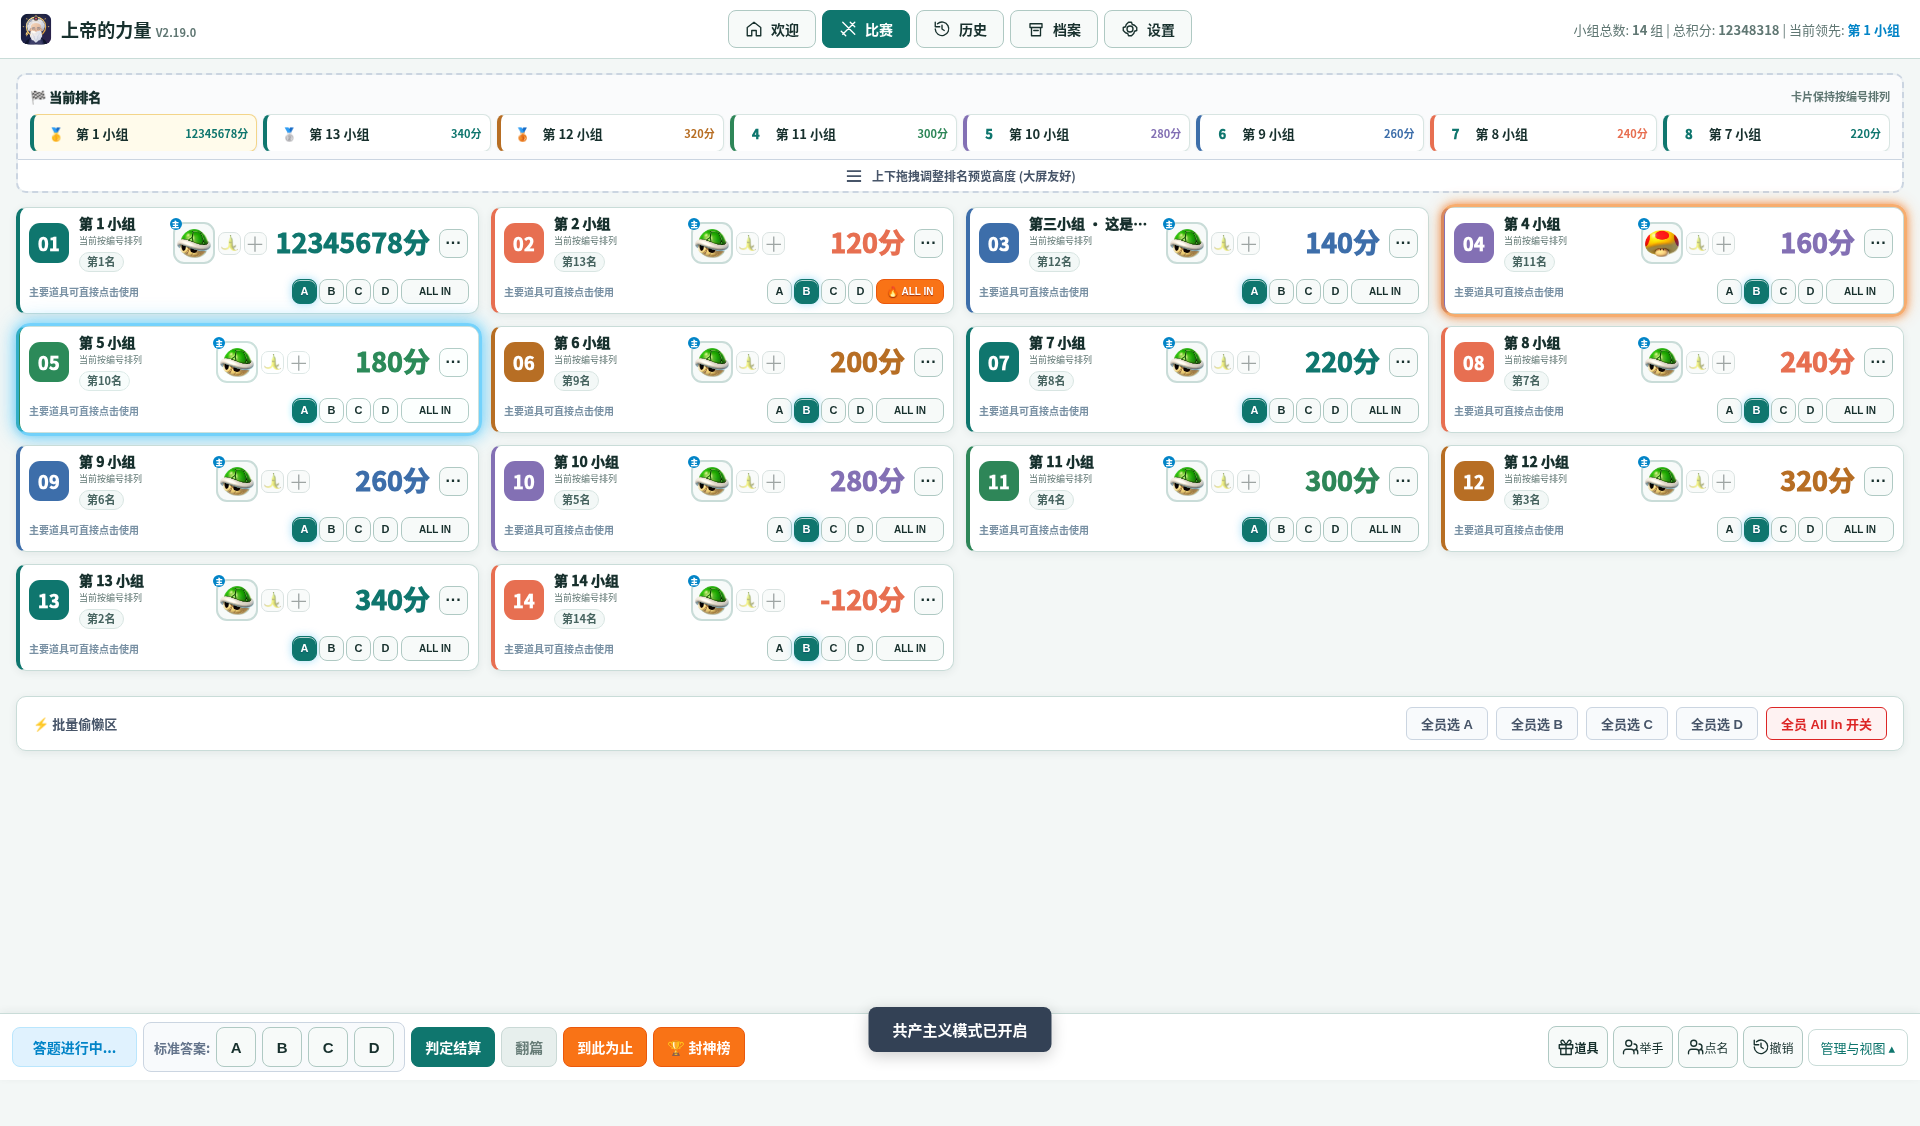 上帝的力量 V2.19.0
欢迎 比赛 历史 档案 设置
小组总数: 14 组 | 总积分: 12348318 | 当前领先: 第 1 小组
🏁 当前排名
卡片保持按编号排列
🥇 第 1 小组 12345678分
🥈 第 13 小组 340分
🥉 第 12 小组 320分
4 第 11 小组 300分
5 第 10 小组 280分
6 第 9 小组 260分
7 第 8 小组 240分
8 第 7 小组 220分
上下拖拽调整排名预览高度 (大屏友好)
01 第 1 小组
当前按编号排列
第1名
主 12345678分 ···
主要道具可直接点击使用
A B C D ALL IN
02 第 2 小组
当前按编号排列
第13名
主 120分 ···
主要道具可直接点击使用
A B C D 🔥 ALL IN
03 第三小组 · 这是…
当前按编号排列
第12名
主 140分 ···
主要道具可直接点击使用
A B C D ALL IN
04 第 4 小组
当前按编号排列
第11名
主 160分 ···
主要道具可直接点击使用
A B C D ALL IN
05 第 5 小组
当前按编号排列
第10名
主 180分 ···
主要道具可直接点击使用
A B C D ALL IN
06 第 6 小组
当前按编号排列
第9名
主 200分 ···
主要道具可直接点击使用
A B C D ALL IN
07 第 7 小组
当前按编号排列
第8名
主 220分 ···
主要道具可直接点击使用
A B C D ALL IN
08 第 8 小组
当前按编号排列
第7名
主 240分 ···
主要道具可直接点击使用
A B C D ALL IN
09 第 9 小组
当前按编号排列
第6名
主 260分 ···
主要道具可直接点击使用
A B C D ALL IN
10 第 10 小组
当前按编号排列
第5名
主 280分 ···
主要道具可直接点击使用
A B C D ALL IN
11 第 11 小组
当前按编号排列
第4名
主 300分 ···
主要道具可直接点击使用
A B C D ALL IN
12 第 12 小组
当前按编号排列
第3名
主 320分 ···
主要道具可直接点击使用
A B C D ALL IN
13 第 13 小组
当前按编号排列
第2名
主 340分 ···
主要道具可直接点击使用
A B C D ALL IN
14 第 14 小组
当前按编号排列
第14名
主 -120分 ···
主要道具可直接点击使用
A B C D ALL IN
⚡ 批量偷懒区
全员选 A 全员选 B 全员选 C 全员选 D 全员 All In 开关
共产主义模式已开启
答题进行中... 标准答案: A B C D 判定结算 翻篇 到此为止 🏆 封神榜
道具 举手 点名 撤销 管理与视图 ▴